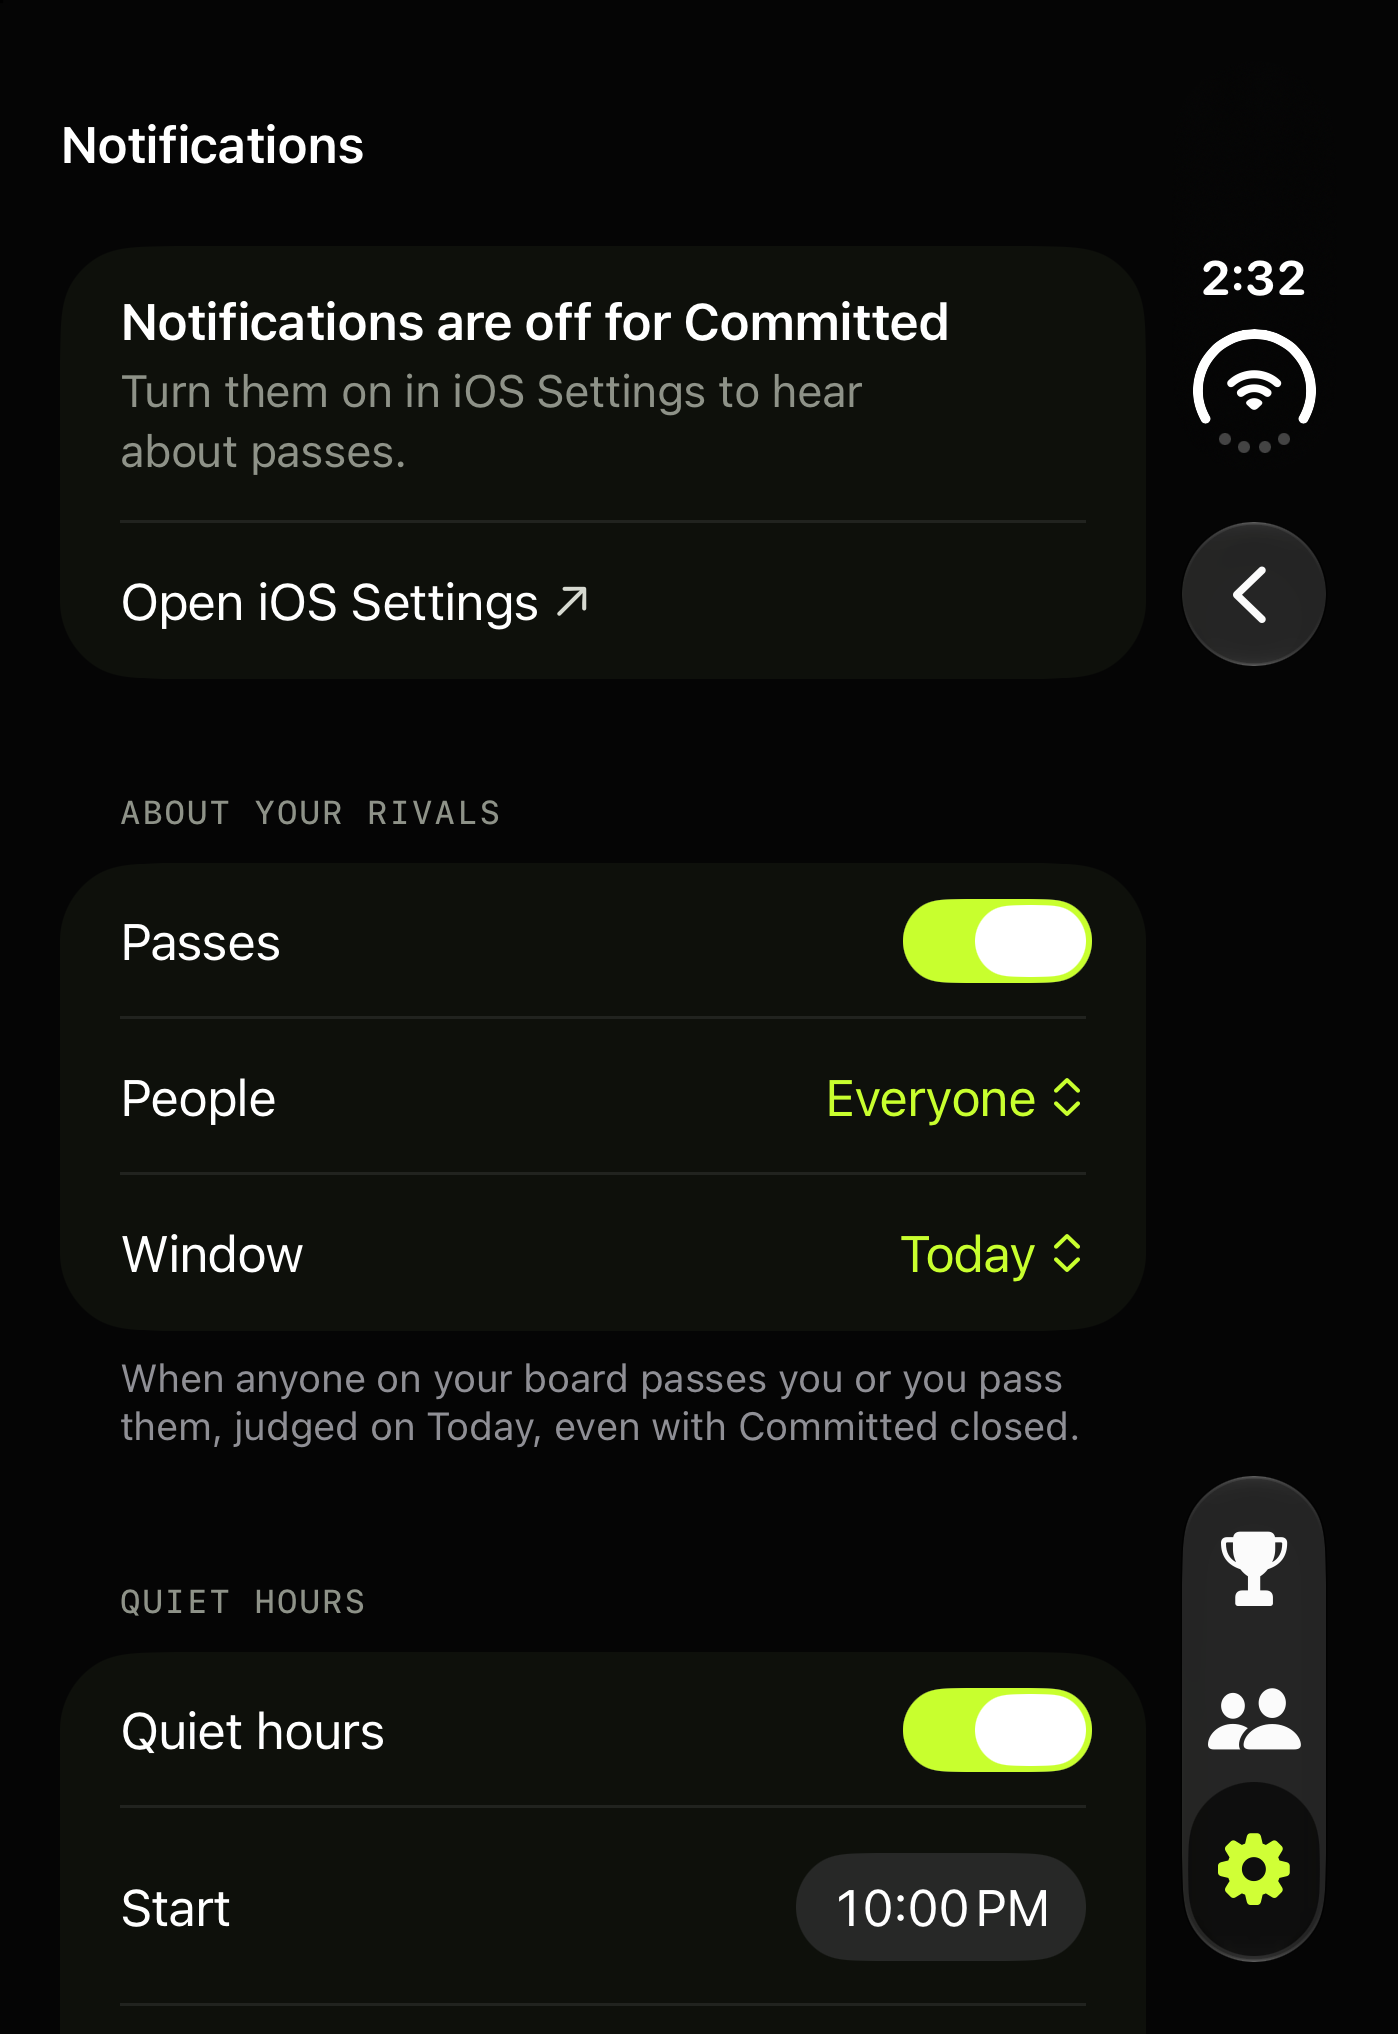 Notifications
2:32
Notifications are off for Committed
Turn them on in iOS Settings to hear
about passes.
Open iOS Settings
ABOUT YOUR RIVALS
Passes
People
Everyone
Window
Today
When anyone on your board passes you or you pass
them, judged on Today, even with Committed closed.
QUIET HOURS
Quiet hours
Start
10:00 PM